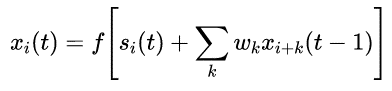 x_i(t) = f[s_i(t) + ∑_k w_k x_{i+k}(t − 1)]